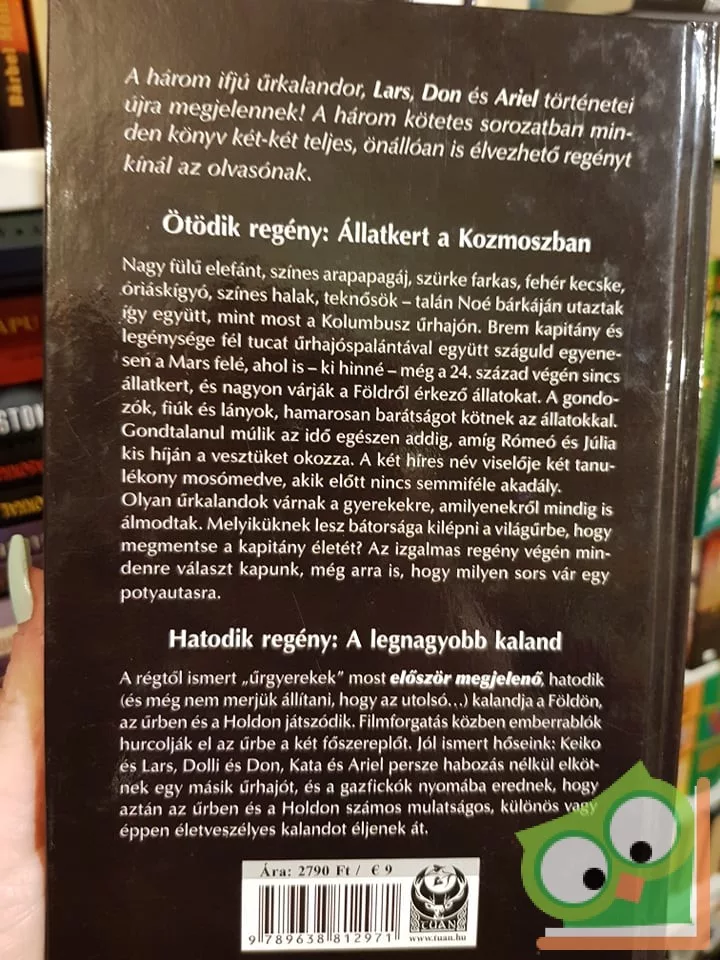 A három ifjú űrkalandor, Lars, Don és Ariel történetei
újra megjelennek! A három kötetes sorozatban min-
den könyv két-két teljes, önállóan is élvezhető regényt
kínál az olvasónak.
Ötödik regény: Állatkert a Kozmoszban
Nagy fülű elefánt, színes arapapagáj, szürke farkas, fehér kecske,
óriáskígyó, színes halak, teknősök – talán Noé bárkáján utaztak
így együtt, mint most a Kolumbusz űrhajón. Brem kapitány és
legénysége fél tucat űrhajóspalántával együtt száguld egyene-
sen a Mars felé, ahol is – ki hinné – még a 24. század végén sincs
állatkert, és nagyon várják a Földről érkező állatokat. A gondo-
zók, fiúk és lányok, hamarosan barátságot kötnek az állatokkal.
Gondtalanul múlik az idő egészen addig, amíg Rómeó és Júlia
kis híján a vesztüket okozza. A két híres név viselője két tanu-
lékony mosómedve, akik előtt nincs semmiféle akadály.
Olyan űrkalandok várnak a gyerekekre, amilyenekről mindig is
álmodtak. Melyiküknek lesz bátorsága kilépni a világűrbe, hogy
megmentse a kapitány életét? Az izgalmas regény végén min-
denre választ kapunk, még arra is, hogy milyen sors vár egy
potyautasra.
Hatodik regény: A legnagyobb kaland
A régtől ismert „űrgyerekek” most először megjelenő, hatodik
(és még nem merjük állítani, hogy az utolsó...) kalandja a Földön,
az űrben és a Holdon játszódik. Filmforgatás közben emberrablók
hurcolják el az űrbe a két főszereplőt. Jól ismert hőseink: Keiko
és Lars, Dolli és Don, Kata és Ariel persze habozás nélkül elköt-
nek egy másik űrhajót, és a gazfickók nyomába erednek, hogy
aztán az űrben és a Holdon számos mulatságos, különös vagy
éppen életveszélyes kalandot éljenek át.
Ára: 2790 Ft / € 9
9 789638 812971
TUAN
www.tuan.hu
Bärbel